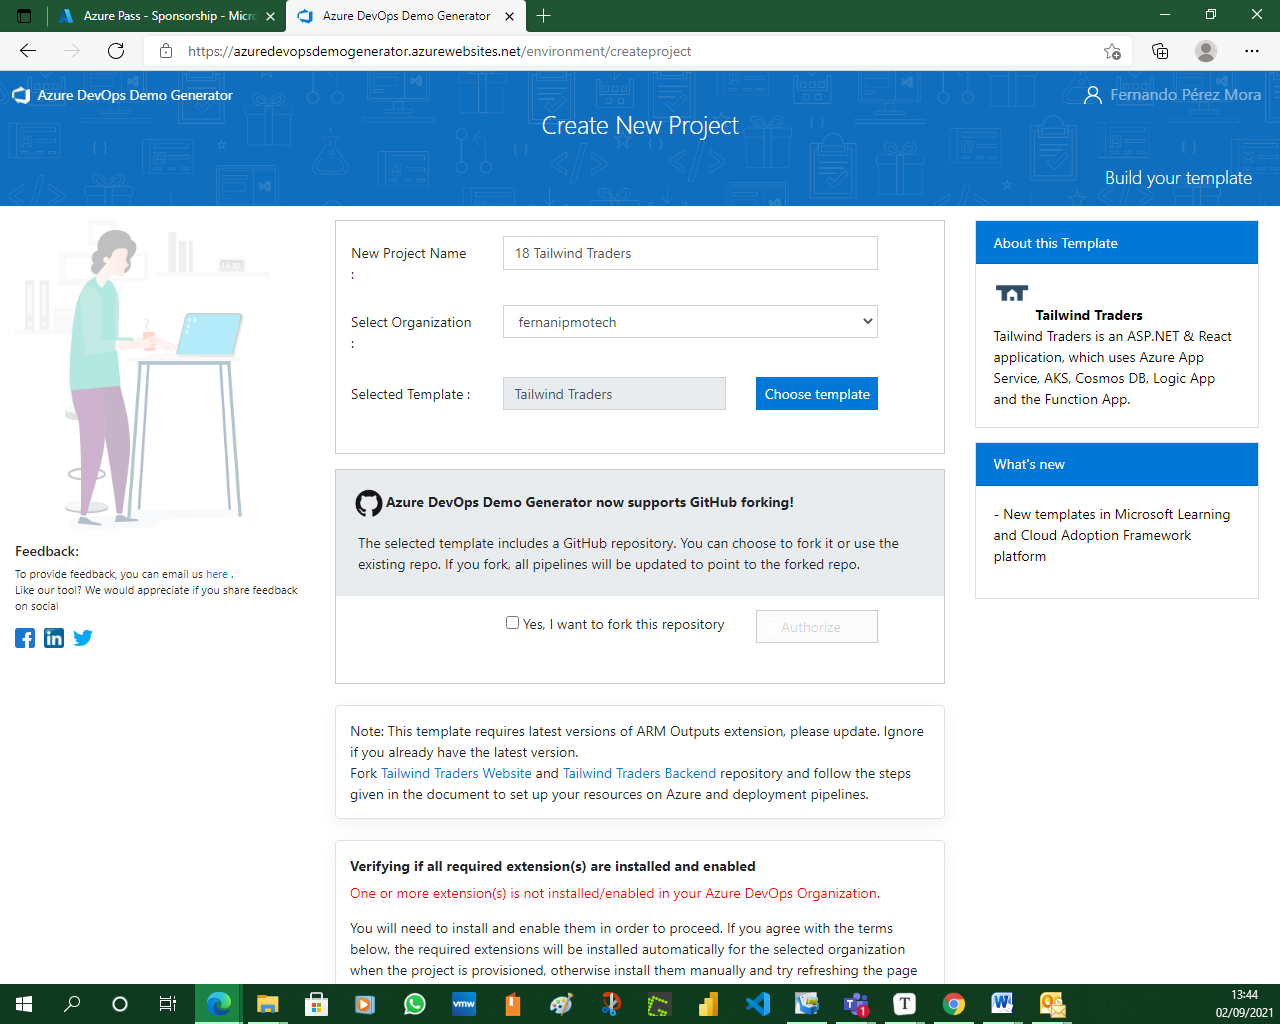 Azure Pass - Sponsorship - Micro
Azure DevOps Demo Generator
https://azuredevopsdemogenerator.azurewebsites.net/environment/createproject
Azure DevOps Demo Generator
Fernando Pérez Mora
Create New Project
Build your template
New Project Name
:
18 Tailwind Traders
Select Organization
:
fernanipmotech
Selected Template :
Tailwind Traders
Choose template
Azure DevOps Demo Generator now supports GitHub forking!
The selected template includes a GitHub repository. You can choose to fork it or use the
existing repo. If you fork, all pipelines will be updated to point to the forked repo.
Yes, I want to fork this repository
Authorize
Note: This template requires latest versions of ARM Outputs extension, please update. Ignore
if you already have the latest version.
Fork Tailwind Traders Website and Tailwind Traders Backend repository and follow the steps
given in the document to set up your resources on Azure and deployment pipelines.
Verifying if all required extension(s) are installed and enabled
One or more extension(s) is not installed/enabled in your Azure DevOps Organization.
You will need to install and enable them in order to proceed. If you agree with the terms
below, the required extensions will be installed automatically for the selected organization
when the project is provisioned, otherwise install them manually and try refreshing the page
About this Template
Tailwind Traders
Tailwind Traders is an ASP.NET & React
application, which uses Azure App
Service, AKS, Cosmos DB, Logic App
and the Function App.
What's new
- New templates in Microsoft Learning
and Cloud Adoption Framework
platform
Feedback:
To provide feedback, you can email us here .
Like our tool? We would appreciate if you share feedback
on social
vmw
1
T
13:44
02/09/2021